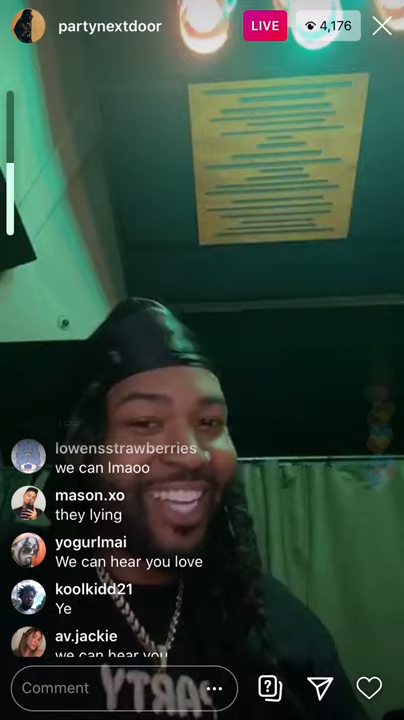 partynextdoor
LIVE
4,176
lowensstrawberries
we can lmaoo
mason.xo
they lying
yogurlmai
We can hear you love
koolkidd21
Ye
av.jackie
we can hear you
Comment
PARTY